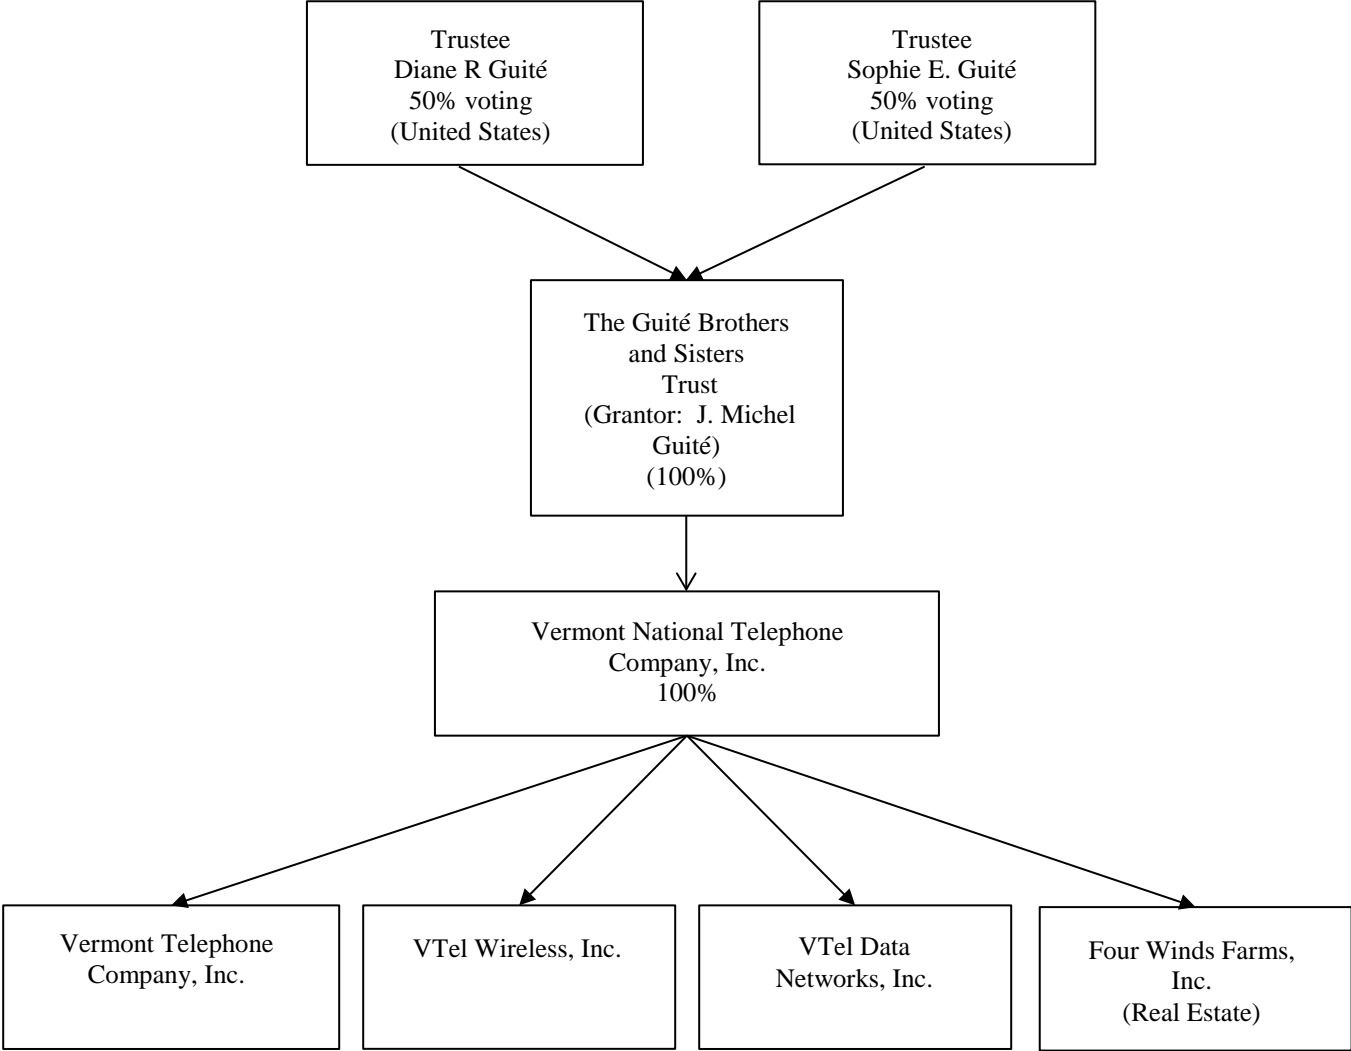 Trustee
Diane R Guité
50% voting
(United States)
Trustee
Sophie E. Guité
50% voting
(United States)
The Guité Brothers
and Sisters
Trust
(Grantor:  J. Michel
Guité)
(100%)
Vermont National Telephone
Company, Inc.
100%
Vermont Telephone
Company, Inc.
VTel Wireless, Inc.
VTel Data
Networks, Inc.
Four Winds Farms,
Inc.
(Real Estate)